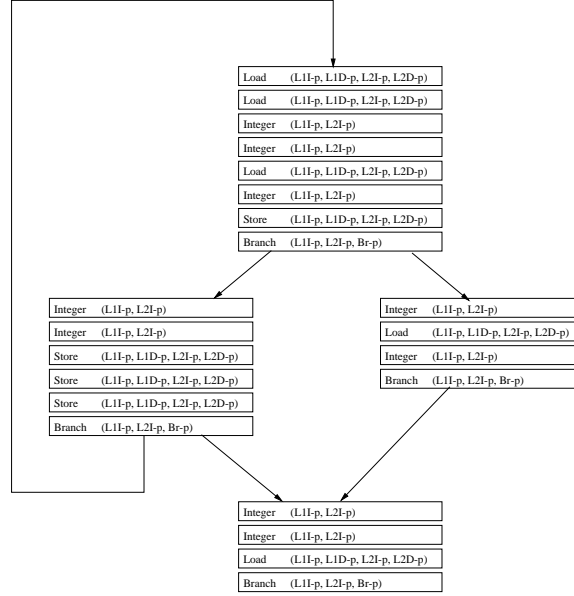 Load (L1I-p, L1D-p, L2I-p, L2D-p)
Load (L1I-p, L1D-p, L2I-p, L2D-p)
Integer (L1I-p, L2I-p)
Integer (L1I-p, L2I-p)
Load (L1I-p, L1D-p, L2I-p, L2D-p)
Integer (L1I-p, L2I-p)
Store (L1I-p, L1D-p, L2I-p, L2D-p)
Branch (L1I-p, L2I-p, Br-p)
Integer (L1I-p, L2I-p)
Integer (L1I-p, L2I-p)
Store (L1I-p, L1D-p, L2I-p, L2D-p)
Store (L1I-p, L1D-p, L2I-p, L2D-p)
Store (L1I-p, L1D-p, L2I-p, L2D-p)
Branch (L1I-p, L2I-p, Br-p)
Integer (L1I-p, L2I-p)
Load (L1I-p, L1D-p, L2I-p, L2D-p)
Integer (L1I-p, L2I-p)
Branch (L1I-p, L2I-p, Br-p)
Integer (L1I-p, L2I-p)
Integer (L1I-p, L2I-p)
Load (L1I-p, L1D-p, L2I-p, L2D-p)
Branch (L1I-p, L2I-p, Br-p)